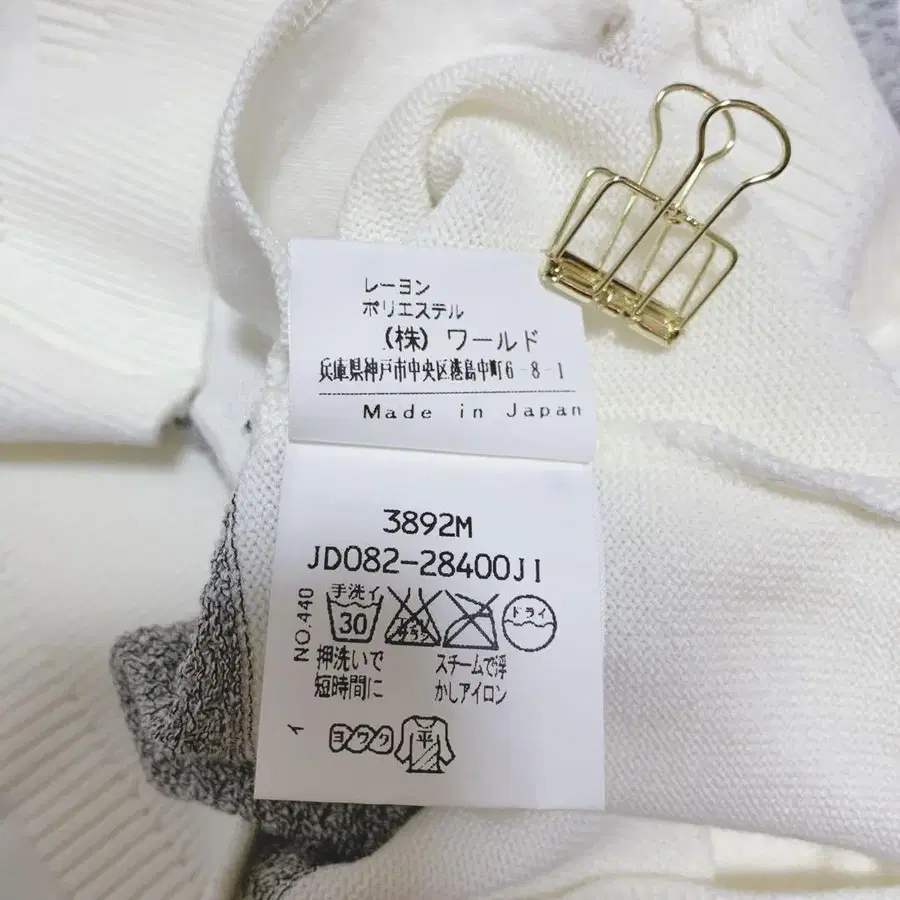 レーヨン
ポリエステル
(株) ワールド
兵庫県神戸市中央区港島中町6-8-1
Made in Japan
3892M
JD082-28400JI
NO.440
手洗イ
30
ドライ
押洗いで
短時間に
スチームで浮
かしアイロン
ヨワク
平